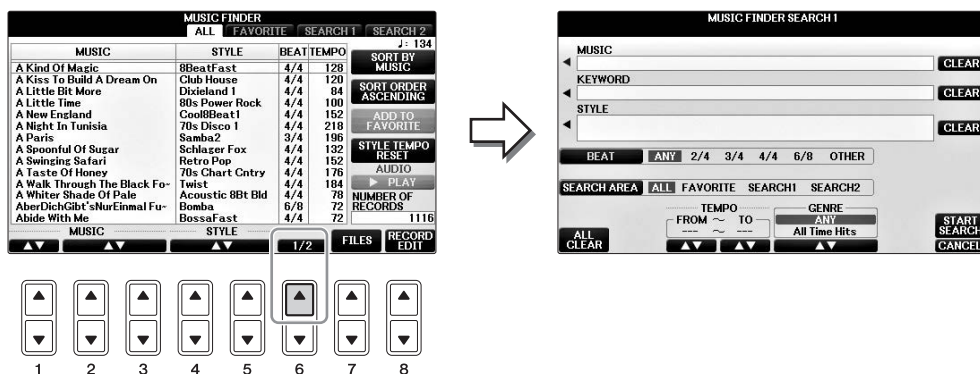 MUSIC FINDER
ALL FAVORITE SEARCH 1 SEARCH 2
MUSIC STYLE BEAT TEMPO ♩: 134
A Kind Of Magic 8BeatFast 4/4 128
A Kiss To Build A Dream On Club House 4/4 120
A Little Bit More Dixieland 1 4/4 84
A Little Time 80s Power Rock 4/4 100
A New England Cool8Beat1 4/4 152
A Night In Tunisia 70s Disco 1 4/4 218
A Paris Samba2 3/4 196
A Spoonful Of Sugar Schlager Fox 4/4 132
A Swinging Safari Retro Pop 4/4 152
A Taste Of Honey 70s Chart Cntry 4/4 176
A Walk Through The Black Fo~ Twist 4/4 184
A Whiter Shade Of Pale Acoustic 8Bt Bld 4/4 78
AberDichGibt'sNurEinmal Fu~ Bomba 6/8 72
Abide With Me BossaFast 4/4 72
SORT BY
MUSIC
SORT ORDER
ASCENDING
ADD TO
FAVORITE
STYLE TEMPO
RESET
AUDIO
▶ PLAY
NUMBER OF
RECORDS
1116
MUSIC STYLE
▲▼ ▲▼ ▲▼ 1/2 FILES RECORD
EDIT
1 2 3 4 5 6 7 8
MUSIC FINDER SEARCH 1
MUSIC
CLEAR
KEYWORD
CLEAR
STYLE
CLEAR
BEAT ANY 2/4 3/4 4/4 6/8 OTHER
SEARCH AREA ALL FAVORITE SEARCH1 SEARCH2
TEMPO GENRE
FROM ~ TO ANY
--- ~ --- All Time Hits
ALL
CLEAR
▲▼ ▲▼ ▲▼
START
SEARCH
CANCEL